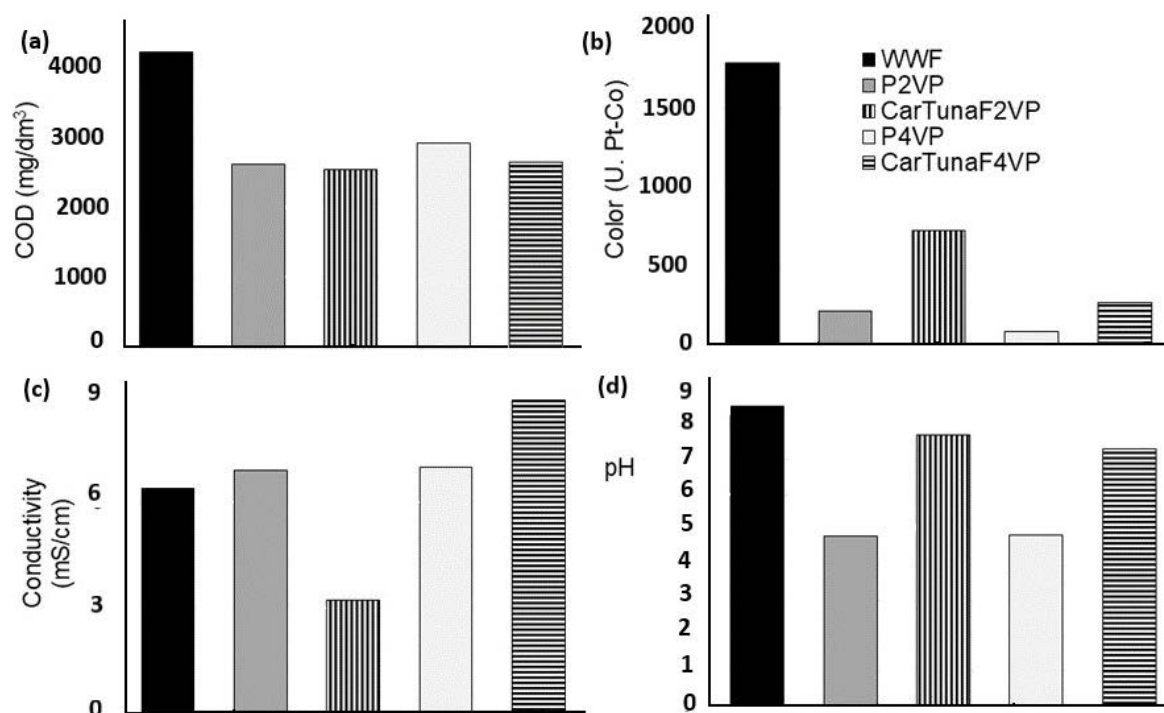 (a)
COD (mg/dm³)
4000
3000
2000
1000
0
(b)
Color (U. Pt-Co)
2000
1500
1000
500
0
WWF
P2VP
CarTunaF2VP
P4VP
CarTunaF4VP
(c)
Conductivity
(mS/cm)
9
6
3
0
(d)
pH
9
8
7
6
5
4
3
2
1
0